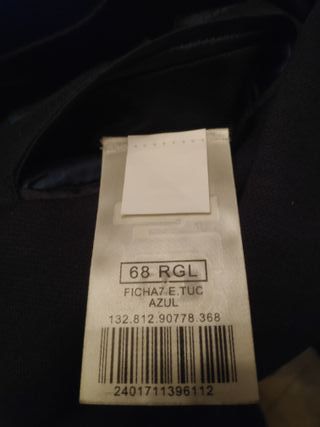 68 RGL
FICHA7 E.TUC
AZUL
132.812.90778.368
2401711396112